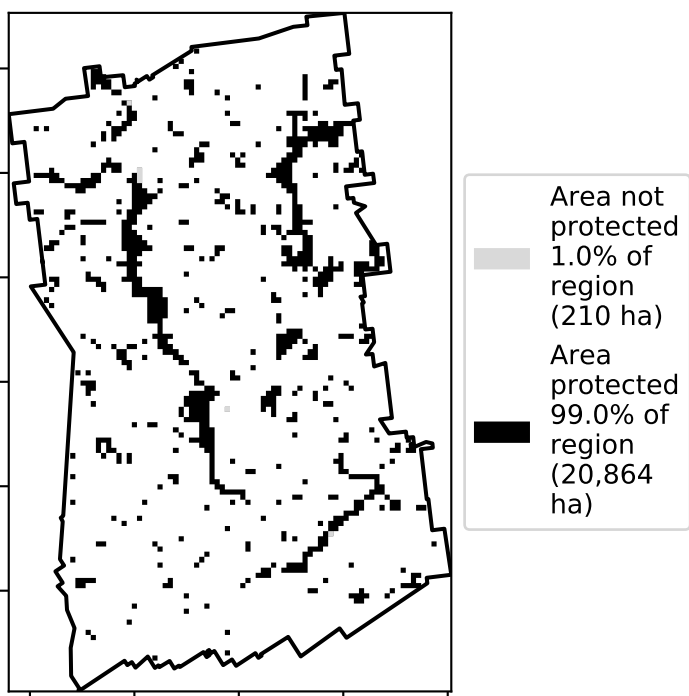 Area not
protected
1.0% of
region
(210 ha)
Area
protected
99.0% of
region
(20,864
ha)